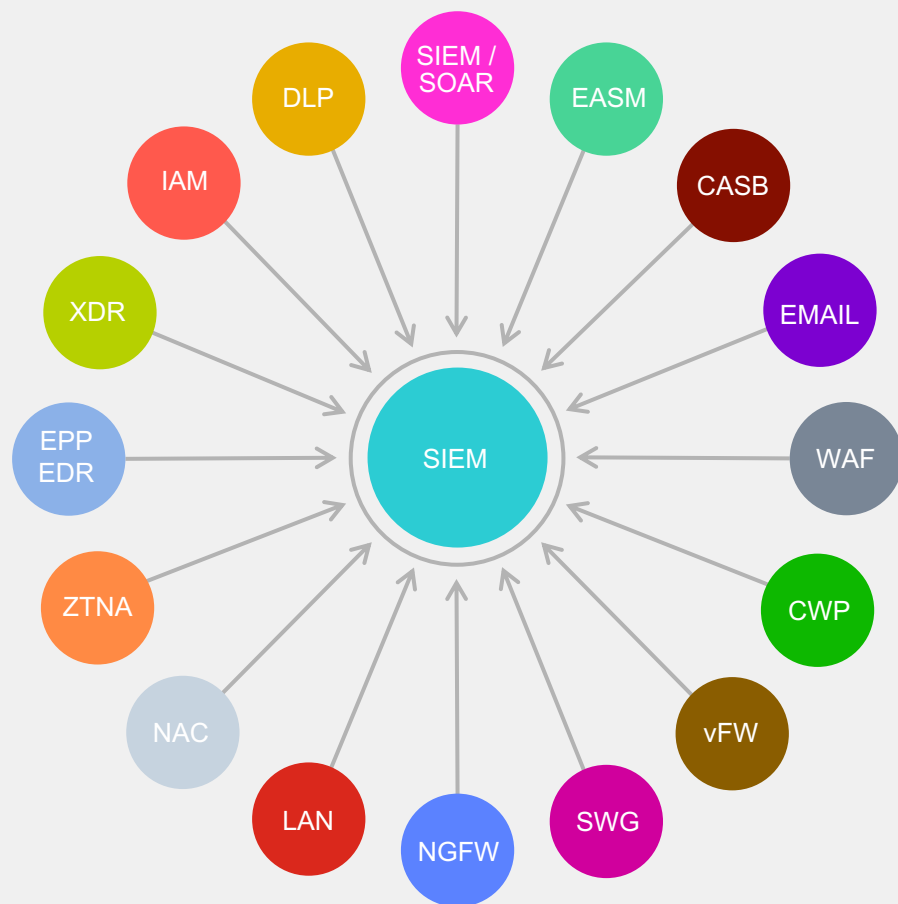 SIEM /
SOAR
EASM
CASB
EMAIL
WAF
CWP
vFW
SWG
NGFW
LAN
NAC
ZTNA
EPP
EDR
XDR
IAM
DLP
SIEM